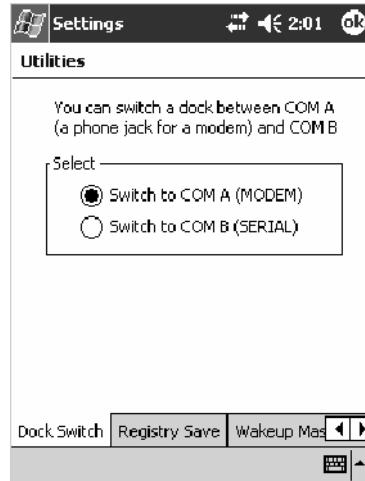 Settings 2:01 ok
Utilities
You can switch a dock between COM A
(a phone jack for a modem) and COM B
Select
Switch to COM A (MODEM)
Switch to COM B (SERIAL)
Dock Switch Registry Save Wakeup Mas